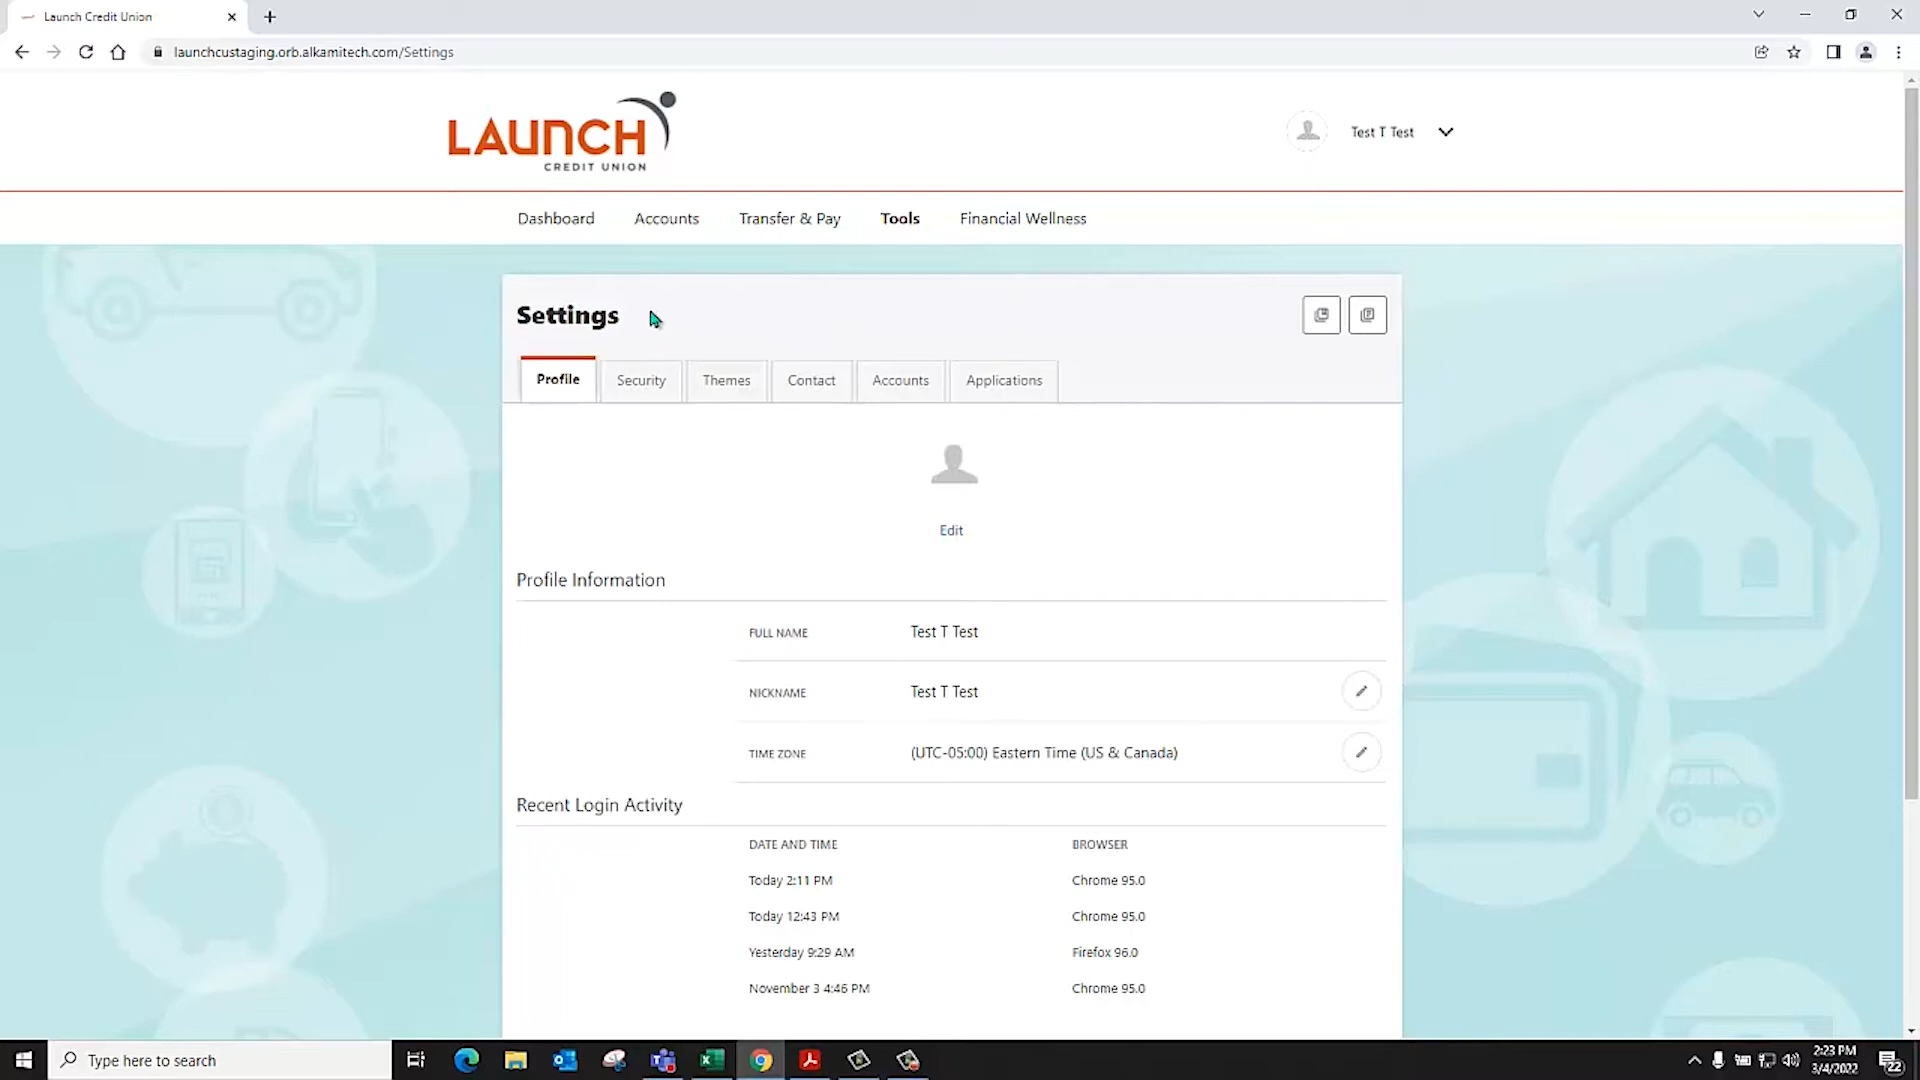 Launch Credit Union
launchcustaging.orb.alkamitech.com/Settings
LAUNCH
CREDIT UNION
Test T Test
Dashboard Accounts Transfer & Pay Tools Financial Wellness
Settings
Profile Security Themes Contact Accounts Applications
Edit
Profile Information
FULL NAME Test T Test
NICKNAME Test T Test
TIME ZONE (UTC-05:00) Eastern Time (US & Canada)
Recent Login Activity
DATE AND TIME BROWSER
Today 2:11 PM Chrome 95.0
Today 12:43 PM Chrome 95.0
Yesterday 9:29 AM Firefox 96.0
November 3 4:46 PM Chrome 95.0
Type here to search
2:23 PM
3/4/2022
22